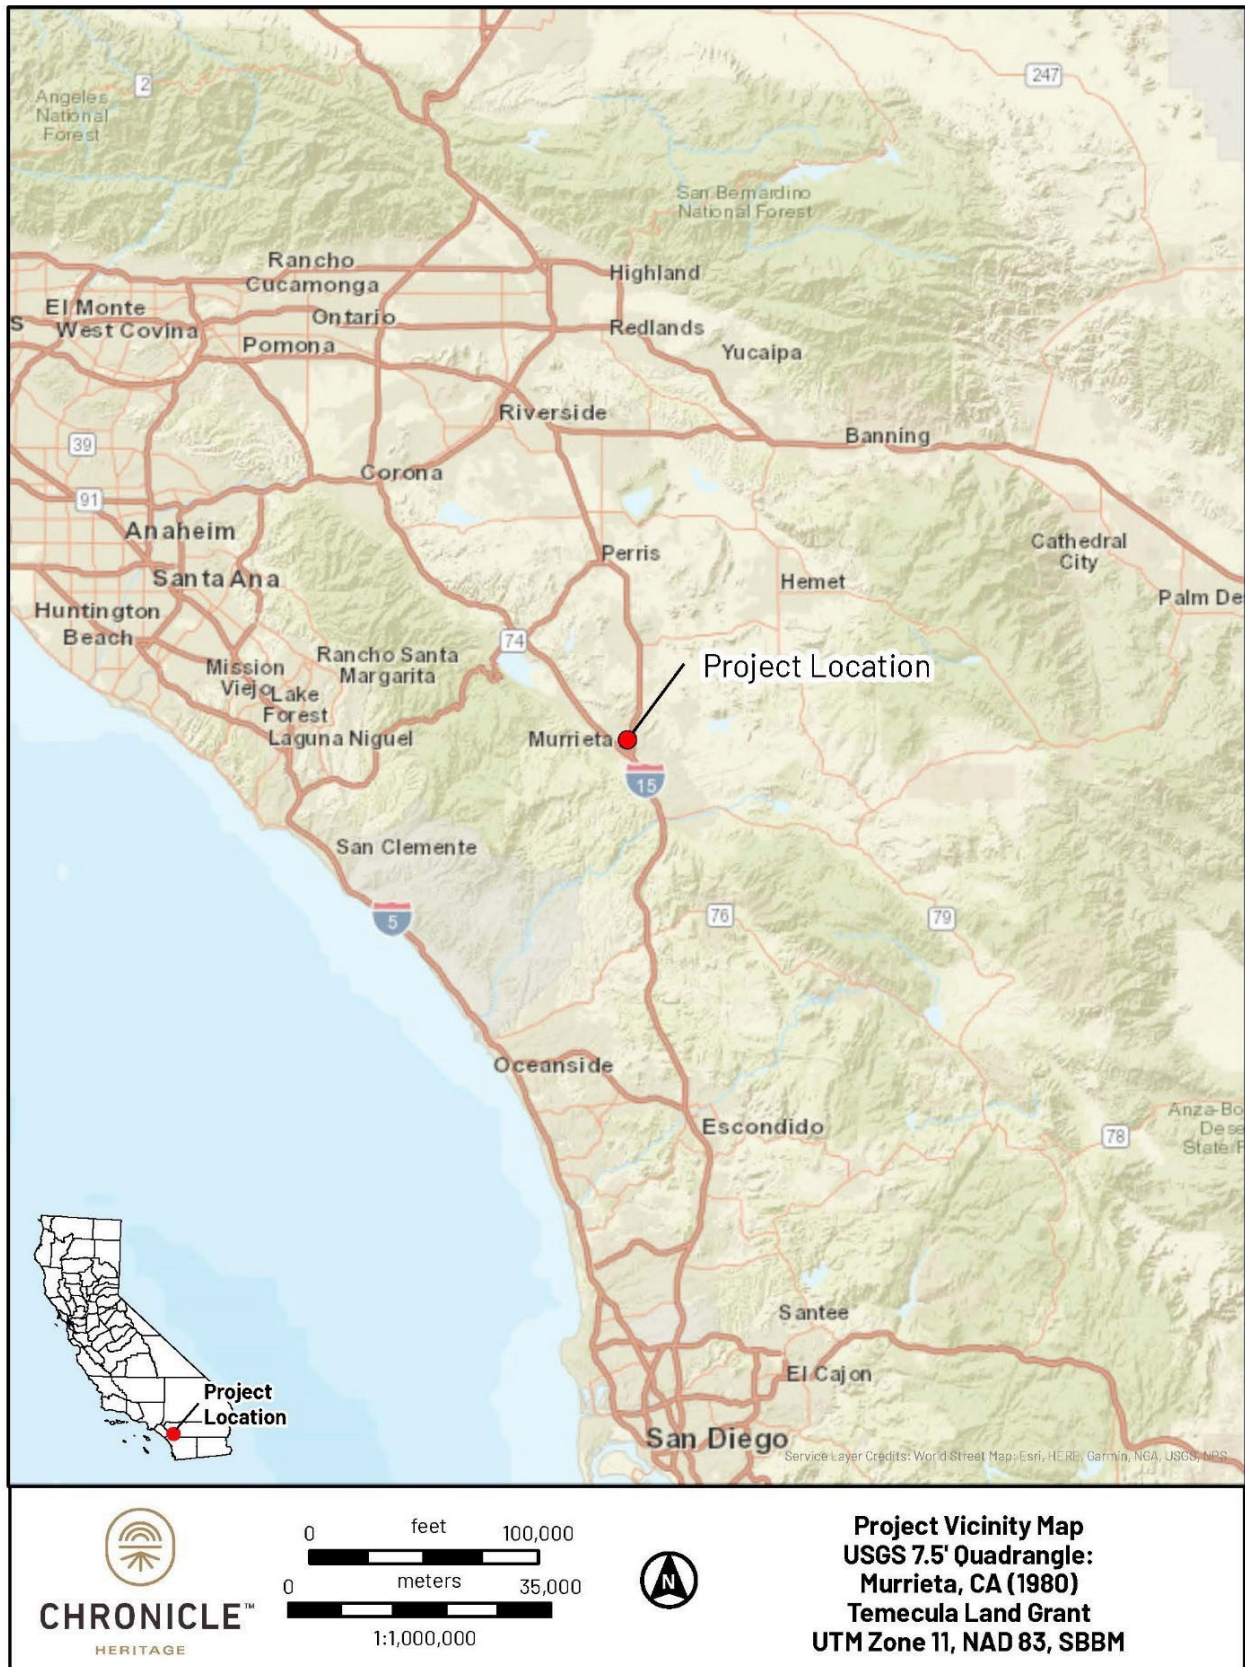 2
247
Angeles
National
Forest
San Bernardino
National Forest
Rancho
Cucamonga
Highland
El Monte
S
West Covina
Ontario
Redlands
Pomona
Yucaipa
Riverside
Banning
39
Corona
91
Anaheim
Perris
Cathedral
City
Santa Ana
Hemet
Palm De
Huntington
Beach
74
Mission
Viejo
Rancho Santa
Margarita
Project Location
Lake
Forest
Laguna Niguel
Murrieta
15
San Clemente
5
76
79
Oceanside
Escondido
78
Anza-Bo
Dese
State P
Santee
El Cajon
Project
Location
San Diego
Service Layer Credits: World Street Map: Esri, HERE, Garmin, NGA, USGS, NPS
CHRONICLE™
HERITAGE
0 feet 100,000
0 meters 35,000
1:1,000,000
N
Project Vicinity Map
USGS 7.5' Quadrangle:
Murrieta, CA (1980)
Temecula Land Grant
UTM Zone 11, NAD 83, SBBM